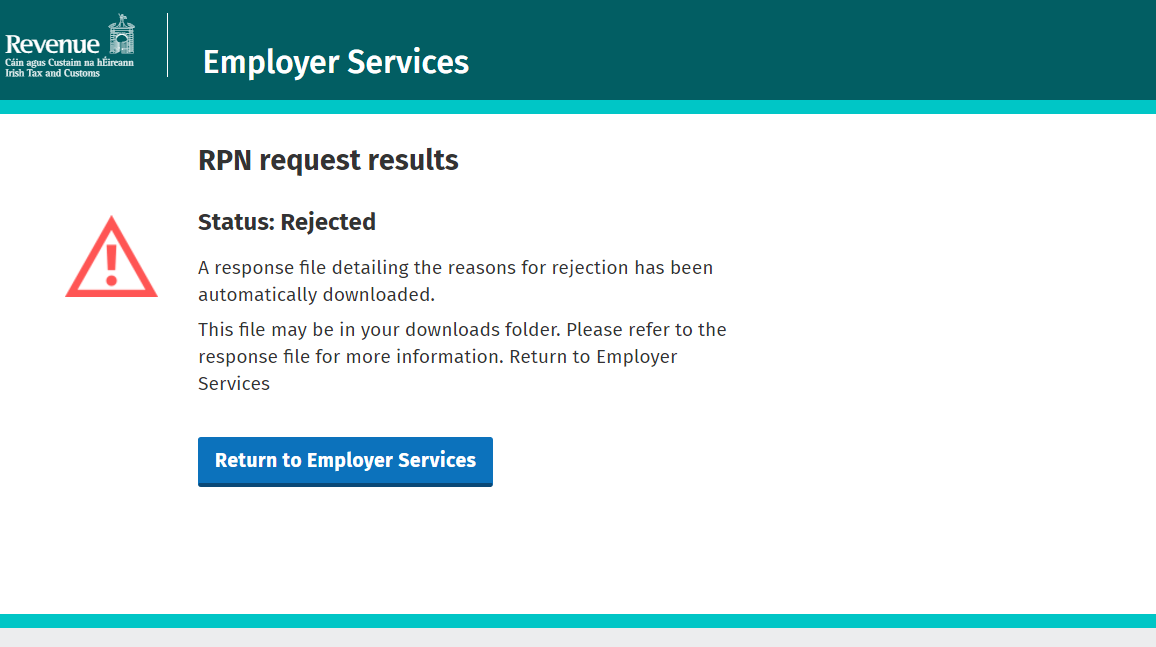 Revenue
Cáin agus Custaim na hÉireann
Irish Tax and Customs
Employer Services
RPN request results
Status: Rejected
A response file detailing the reasons for rejection has been
automatically downloaded.
This file may be in your downloads folder. Please refer to the
response file for more information. Return to Employer
Services
Return to Employer Services